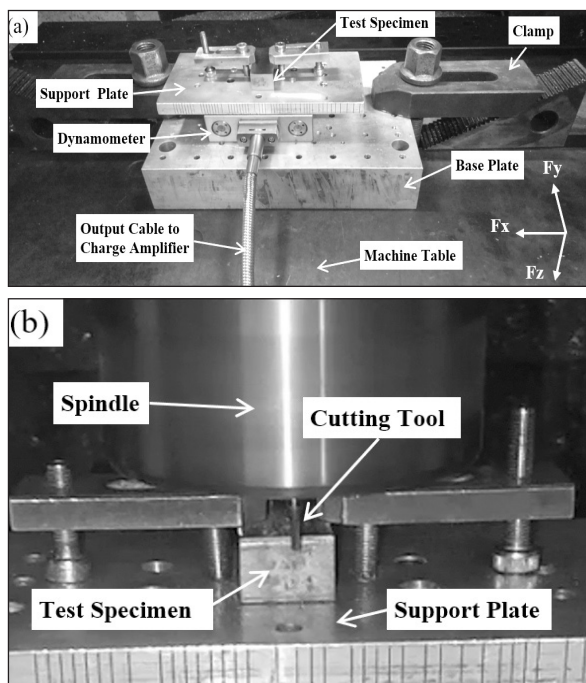 (a)
Test Specimen
Clamp
Support Plate
Dynamometer
Base Plate
Fy
Output Cable to
Charge Amplifier
Fx
Machine Table
Fz
(b)
Spindle
Cutting Tool
Test Specimen
Support Plate